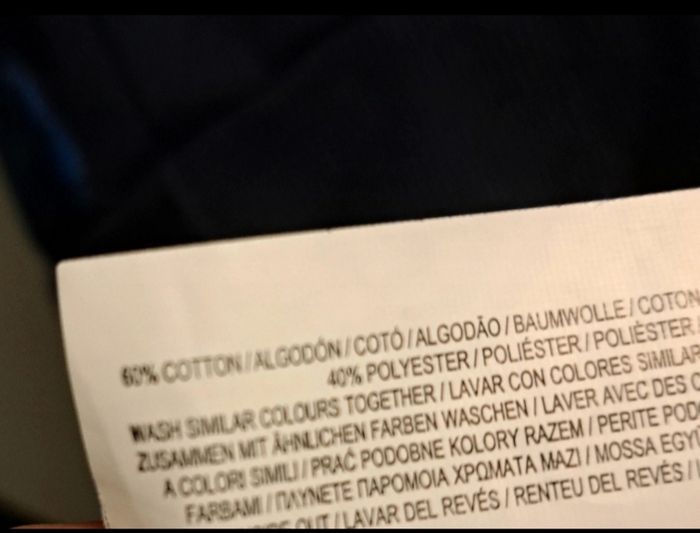 60% COTTON / ALGODÓN / COTÓ / ALGODÃO / BAUMWOLLE / COTON
40% POLYESTER / POLIÉSTER / POLIÈSTER
WASH SIMILAR COLOURS TOGETHER / LAVAR CON COLORES SIMILAR
ZUSAMMEN MIT ÄHNLICHEN FARBEN WASCHEN / LAVER AVEC DES C
A COLORI SIMILI / PRAĆ PODOBNE KOLORY RAZEM / PERITE POD
FARBAMI / ΠΛΥΝΕΤΕ ΠΑΡΟΜΟΙΑ ΧΡΩΜΑΤΑ ΜΑΖΙ / MOSSA EGYÜ
OUT / LAVAR DEL REVÉS / RENTEU DEL REVÉS /